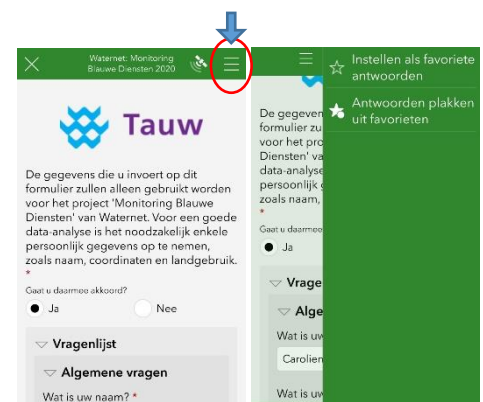 Waternet: Monitoring
Blauwe Diensten 2020
Tauw
De gegevens die u invoert op dit
formulier zullen alleen gebruikt worden
voor het project 'Monitoring Blauwe
Diensten' van Waternet. Voor een goede
data-analyse is het noodzakelijk enkele
persoonlijk gegevens op te nemen,
zoals naam, coordinaten en landgebruik.
*
Gaat u daarmee akkoord?
Ja Nee
Vragenlijst
Algemene vragen
Wat is uw naam? *
Instellen als favoriete
antwoorden
Antwoorden plakken
uit favorieten
De gegeven
formulier zu
voor het pro
Diensten' va
data-analyse
persoonlijk g
zoals naam,
*
Gaat u daarmee
Ja
Vrage
Alge
Wat is uw
Carolien
Wat is uw